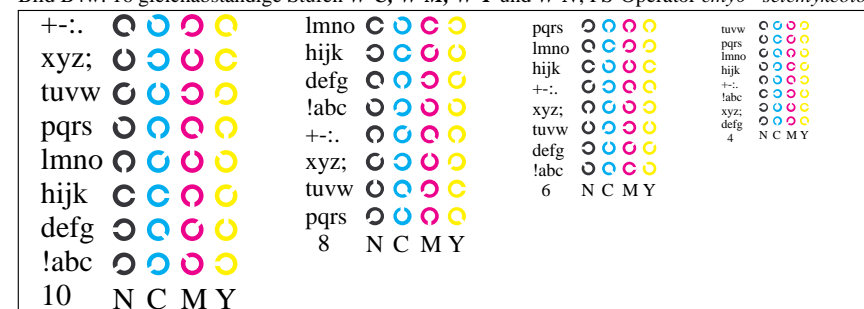 +-:.
xyz;
tuvw
pqrs
lmno
hijk
defg
!abc
10 N C M Y
lmno
hijk
defg
!abc
+-:.
xyz;
tuvw
pqrs
8 N C M Y
pqrs
lmno
hijk
+-:.
xyz;
tuvw
defg
!abc
6 N C M Y
tuvw
pqrs
lmno
hijk
+-:.
!abc
xyz;
defg
4 N C M Y